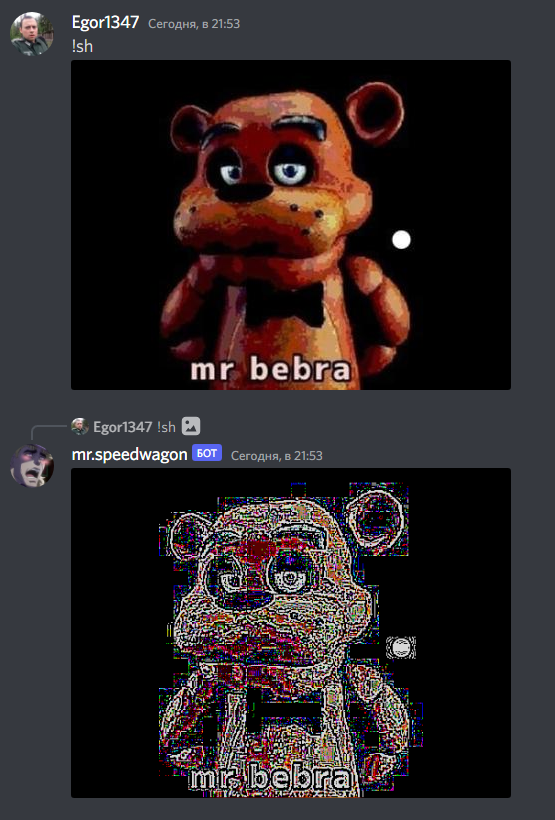 Egor1347 Сегодня, в 21:53
!sh
mr bebra
Egor1347 !sh
mr.speedwagon БОТ Сегодня, в 21:53
mr bebra